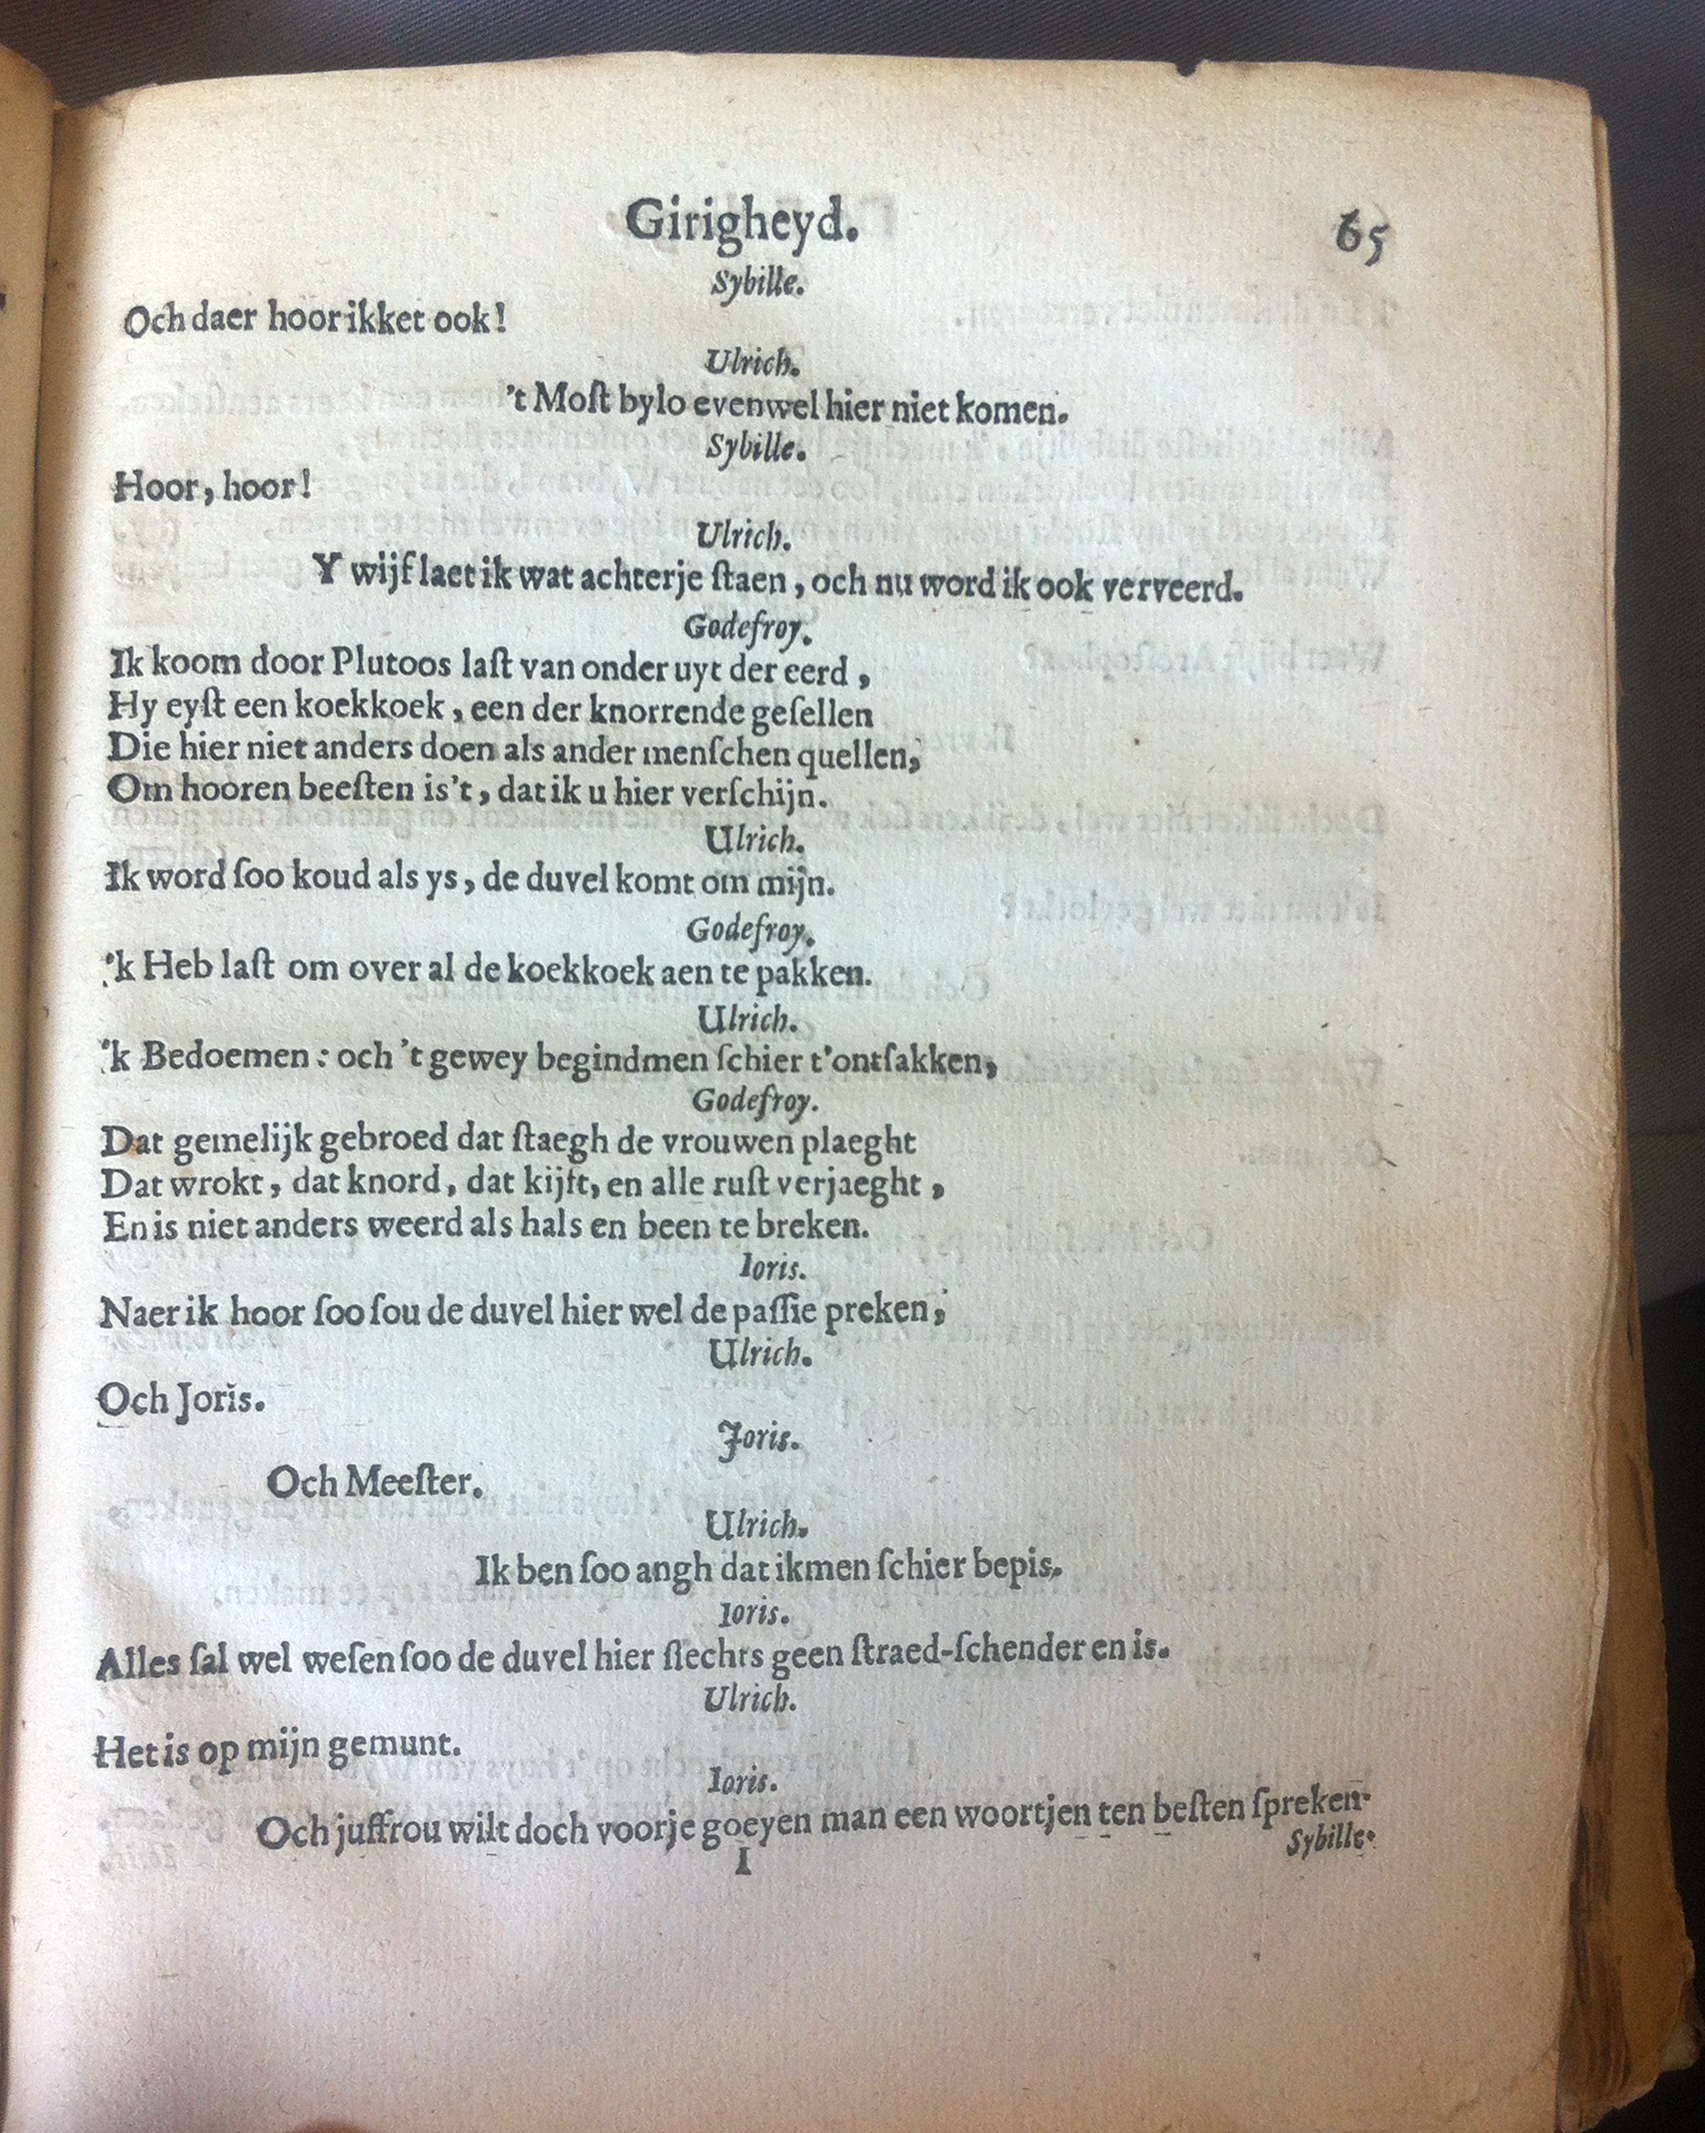 Girigheyd. 65
Sybille.
Och daer hoor ikket ook!
Ulrich.
't Moſt bylo evenwel hier niet komen.
Sybille.
Hoor, hoor!
Ulrich.
Y wijf laet ik wat achterje ſtaen, och nu word ik ook verveerd.
Godefroy.
Ik koom door Plutoos laſt van onder uyt der eerd,
Hy eyſt een koekkoek, een der knorrende geſellen
Die hier niet anders doen als ander menſchen quellen,
Om hooren beeſten is't, dat ik u hier verſchijn.
Ulrich.
Ik word ſoo koud als ys, de duvel komt om mijn.
Godefroy.
'k Heb laſt om over al de koekkoek aen te pakken.
Ulrich.
'k Bedoemen: och 't gewey begindmen ſchier t'ontſakken,
Godefroy.
Dat gemelijk gebroed dat ſtaegh de vrouwen plaeght
Dat wrokt, dat knord, dat kijft, en alle ruſt verjaeght,
En is niet anders weerd als hals en been te breken.
Ioris.
Naer ik hoor ſoo ſou de duvel hier wel de paſſie preken,
Ulrich.
Och Joris.
Joris.
Och Meeſter.
Ulrich.
Ik ben ſoo angh dat ikmen ſchier bepis.
Ioris.
Alles ſal wel weſen ſoo de duvel hier ſlechts geen ſtraed-ſchender en is.
Ulrich.
Het is op mijn gemunt.
Ioris.
Och juffrou wilt doch voorje goeyen man een woortjen ten beſten ſpreken.
I Sybille.